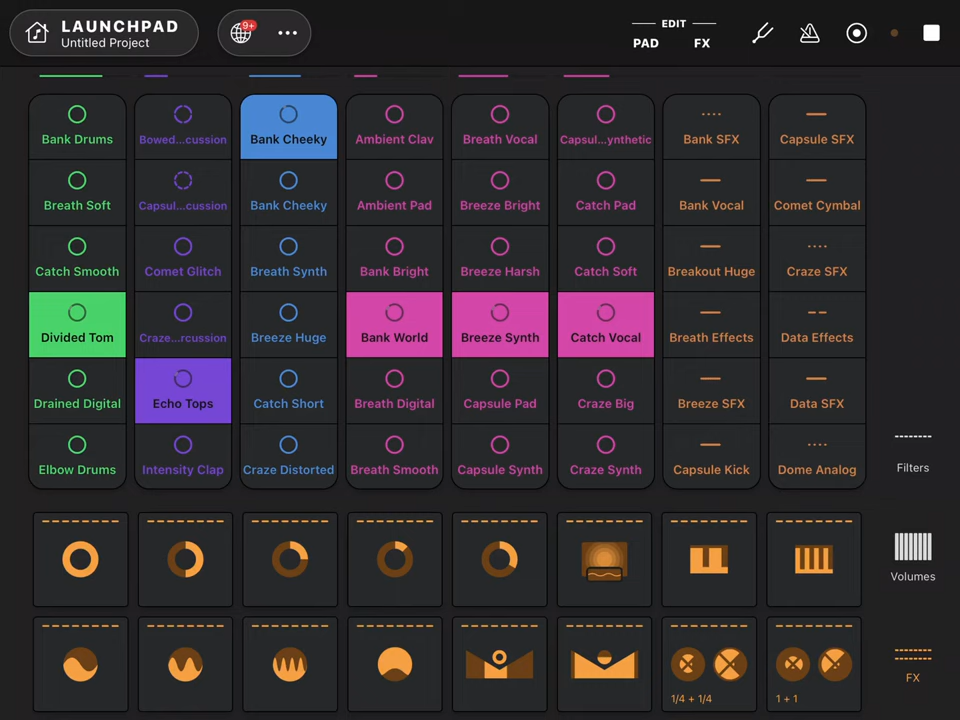 LAUNCHPAD
Untitled Project
9+
EDIT
PAD FX
Bank Drums Bowed...cussion Bank Cheeky Ambient Clav Breath Vocal Capsul...ynthetic Bank SFX Capsule SFX
Breath Soft Capsul...cussion Bank Cheeky Ambient Pad Breeze Bright Catch Pad Bank Vocal Comet Cymbal
Catch Smooth Comet Glitch Breath Synth Bank Bright Breeze Harsh Catch Soft Breakout Huge Craze SFX
Divided Tom Craze...rcussion Breeze Huge Bank World Breeze Synth Catch Vocal Breath Effects Data Effects
Drained Digital Echo Tops Catch Short Breath Digital Capsule Pad Craze Big Breeze SFX Data SFX
Elbow Drums Intensity Clap Craze Distorted Breath Smooth Capsule Synth Craze Synth Capsule Kick Dome Analog
Filters
Volumes
FX
1/4 + 1/4 1 + 1